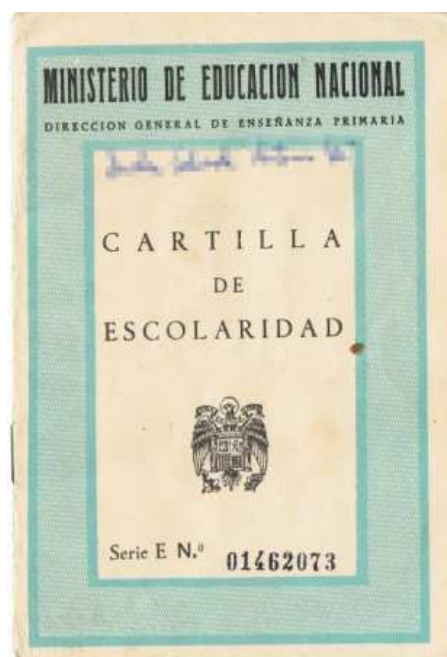 MINISTERIO DE EDUCACION NACIONAL
DIRECCION GENERAL DE ENSEÑANZA PRIMARIA
CARTILLA
DE
ESCOLARIDAD
Serie E N.º 01462073